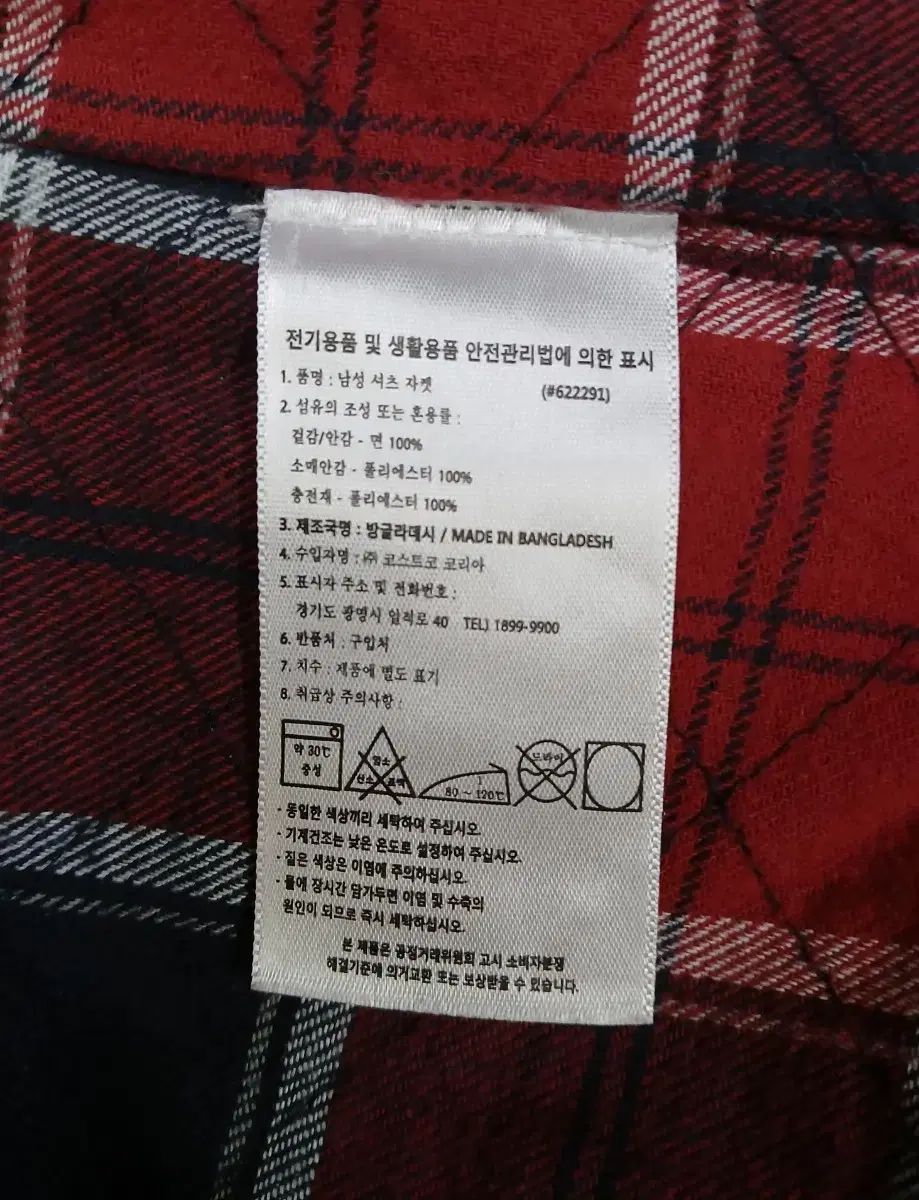 전기용품 및 생활용품 안전관리법에 의한 표시
1. 품명 : 남성 셔츠 자켓 (#622291)
2. 섬유의 조성 또는 혼용률 :
겉감/안감 - 면 100%
소매안감 - 폴리에스터 100%
충전재 - 폴리에스터 100%
3. 제조국명 : 방글라데시 / MADE IN BANGLADESH
4. 수입자명 : ㈜ 코스트코 코리아
5. 표시자 주소 및 전화번호 :
경기도 광명시 일직로 40 TEL) 1899-9900
6. 반품처 : 구입처
7. 치수 : 제품에 별도 표기
8. 취급상 주의사항 :
약 30℃
중성
염소
산소 표백
80 ~ 120℃
드라이
· 동일한 색상끼리 세탁하여 주십시오.
· 기계건조는 낮은 온도로 설정하여 주십시오.
· 짙은 색상은 이염에 주의하십시오.
· 물에 장시간 담가두면 이염 및 수축의
원인이 되므로 즉시 세탁하십시오.
본 제품은 공정거래위원회 고시 소비자분쟁
해결기준에 의거교환 또는 보상받을 수 있습니다.